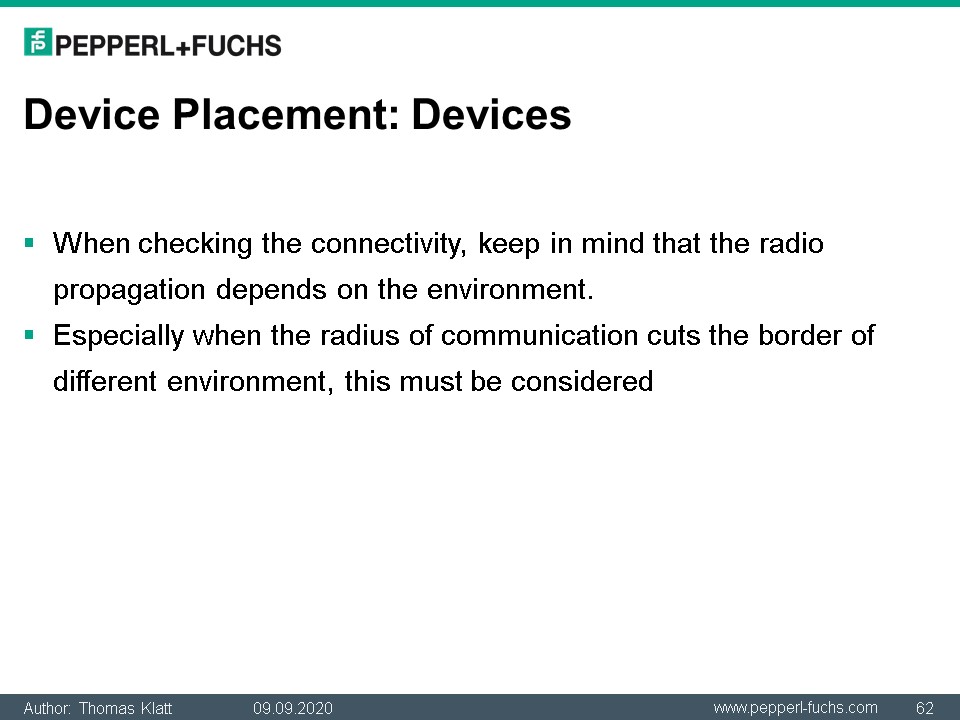 PEPPERL+FUCHS
Device Placement: Devices
When checking the connectivity, keep in mind that the radio
propagation depends on the environment.
Especially when the radius of communication cuts the border of
different environment, this must be considered
Author: Thomas Klatt 09.09.2020 www.pepperl-fuchs.com 62